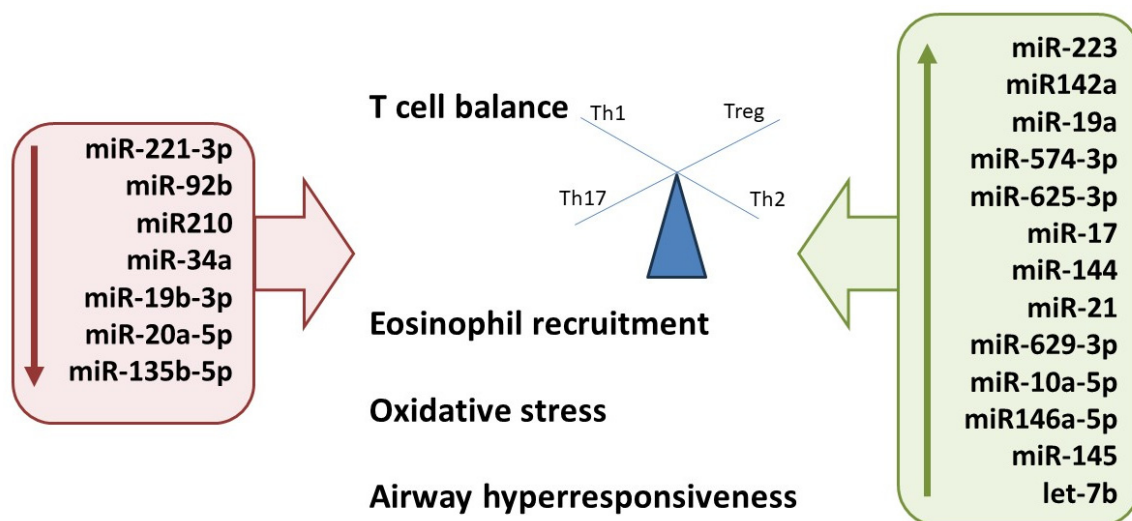 miR-221-3p
miR-92b
miR210
miR-34a
miR-19b-3p
miR-20a-5p
miR-135b-5p
T cell balance
Th1
Treg
Th17
Th2
Eosinophil recruitment
Oxidative stress
Airway hyperresponsiveness
miR-223
miR142a
miR-19a
miR-574-3p
miR-625-3p
miR-17
miR-144
miR-21
miR-629-3p
miR-10a-5p
miR146a-5p
miR-145
let-7b